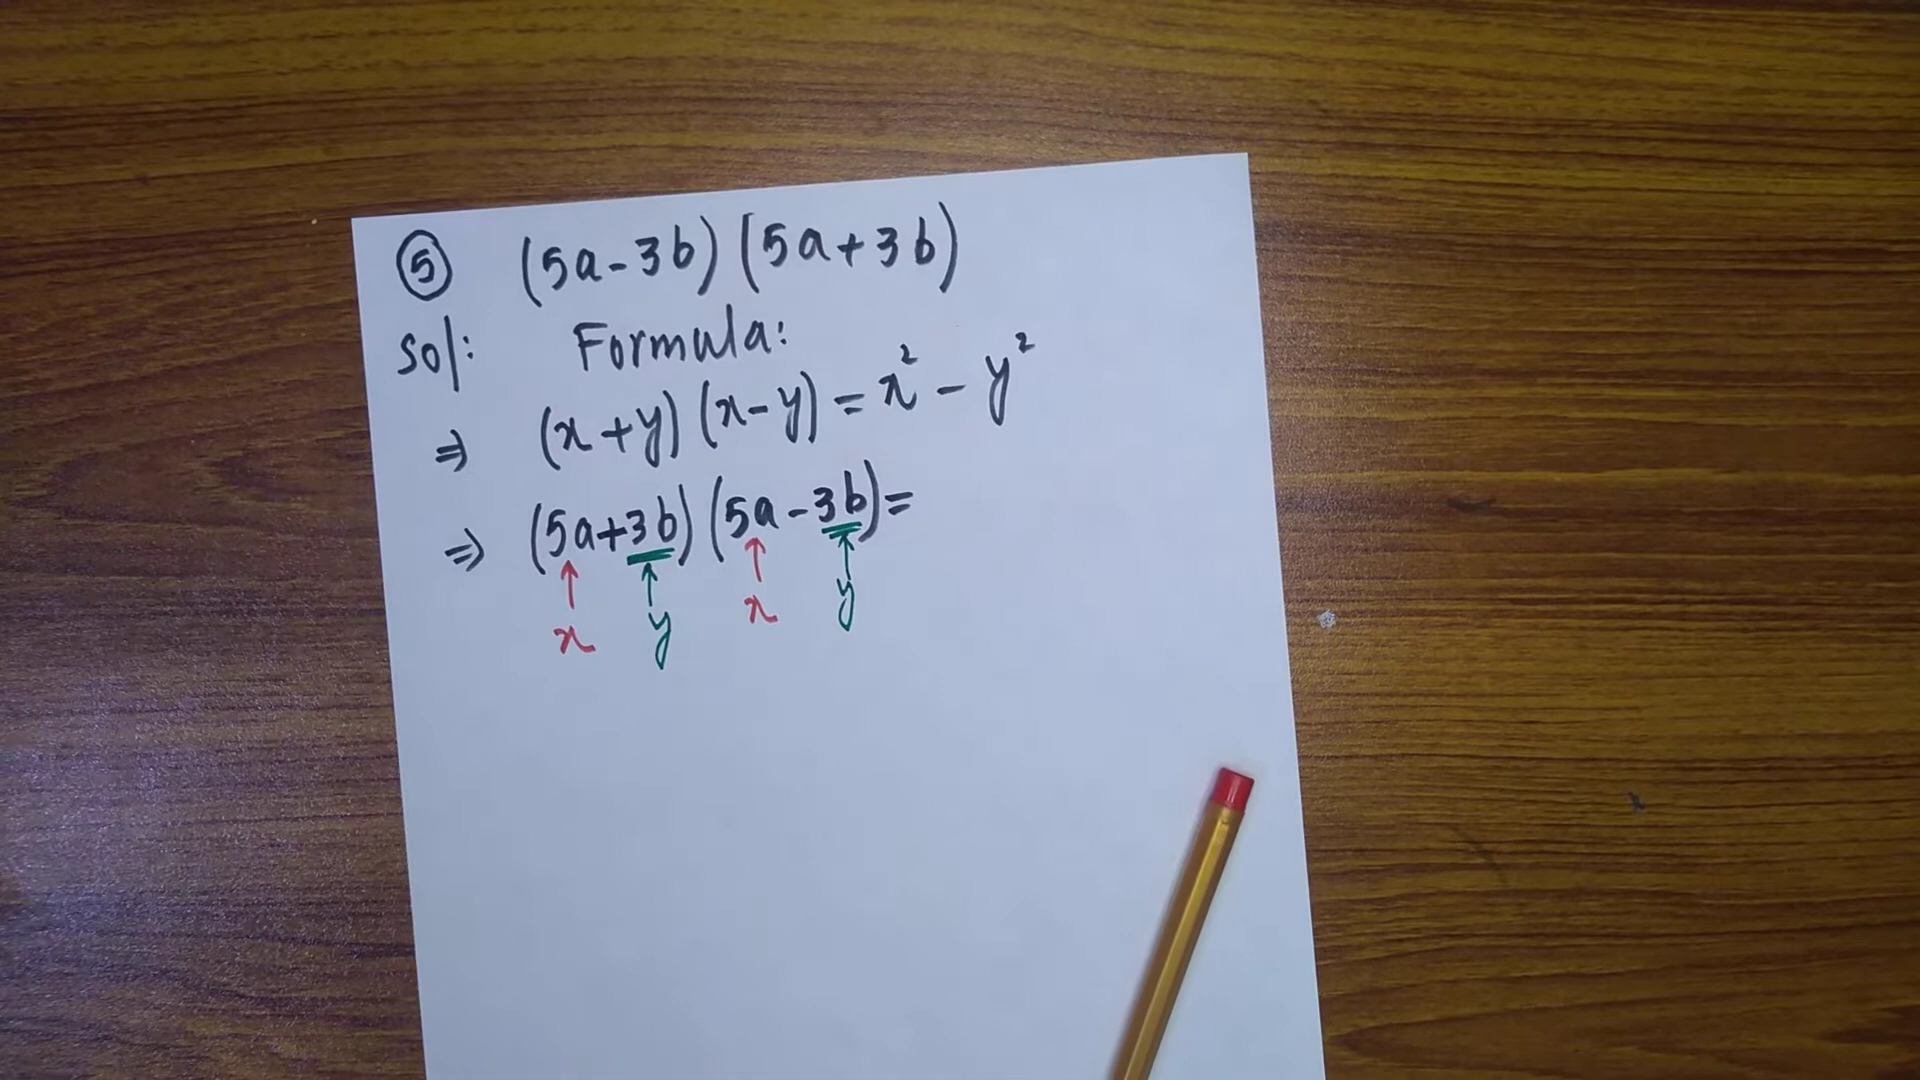 ⑤ (5a-3b)(5a+3b)
Sol: Formula:
⇒ (x+y)(x-y)=x²-y²
⇒ (5a+3b)(5a-3b)=
↑ ↑ ↑ ↑
x y x y